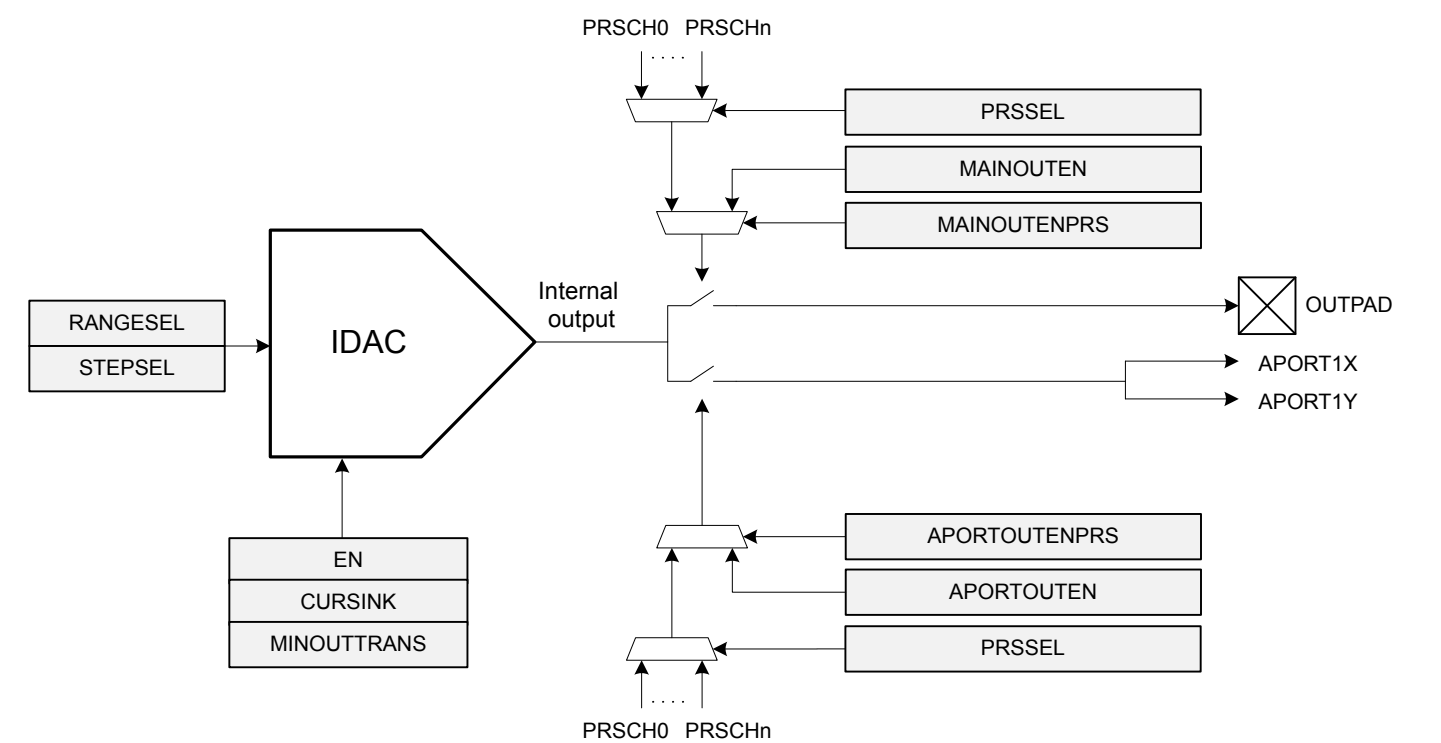 PRSCH0 PRSCHn
. . . .
PRSSEL
MAINOUTEN
MAINOUTENPRS
RANGESEL
STEPSEL
IDAC
Internal
output
OUTPAD
APORT1X
APORT1Y
EN
CURSINK
MINOUTTRANS
APORTOUTENPRS
APORTOUTEN
PRSSEL
. . . .
PRSCH0 PRSCHn